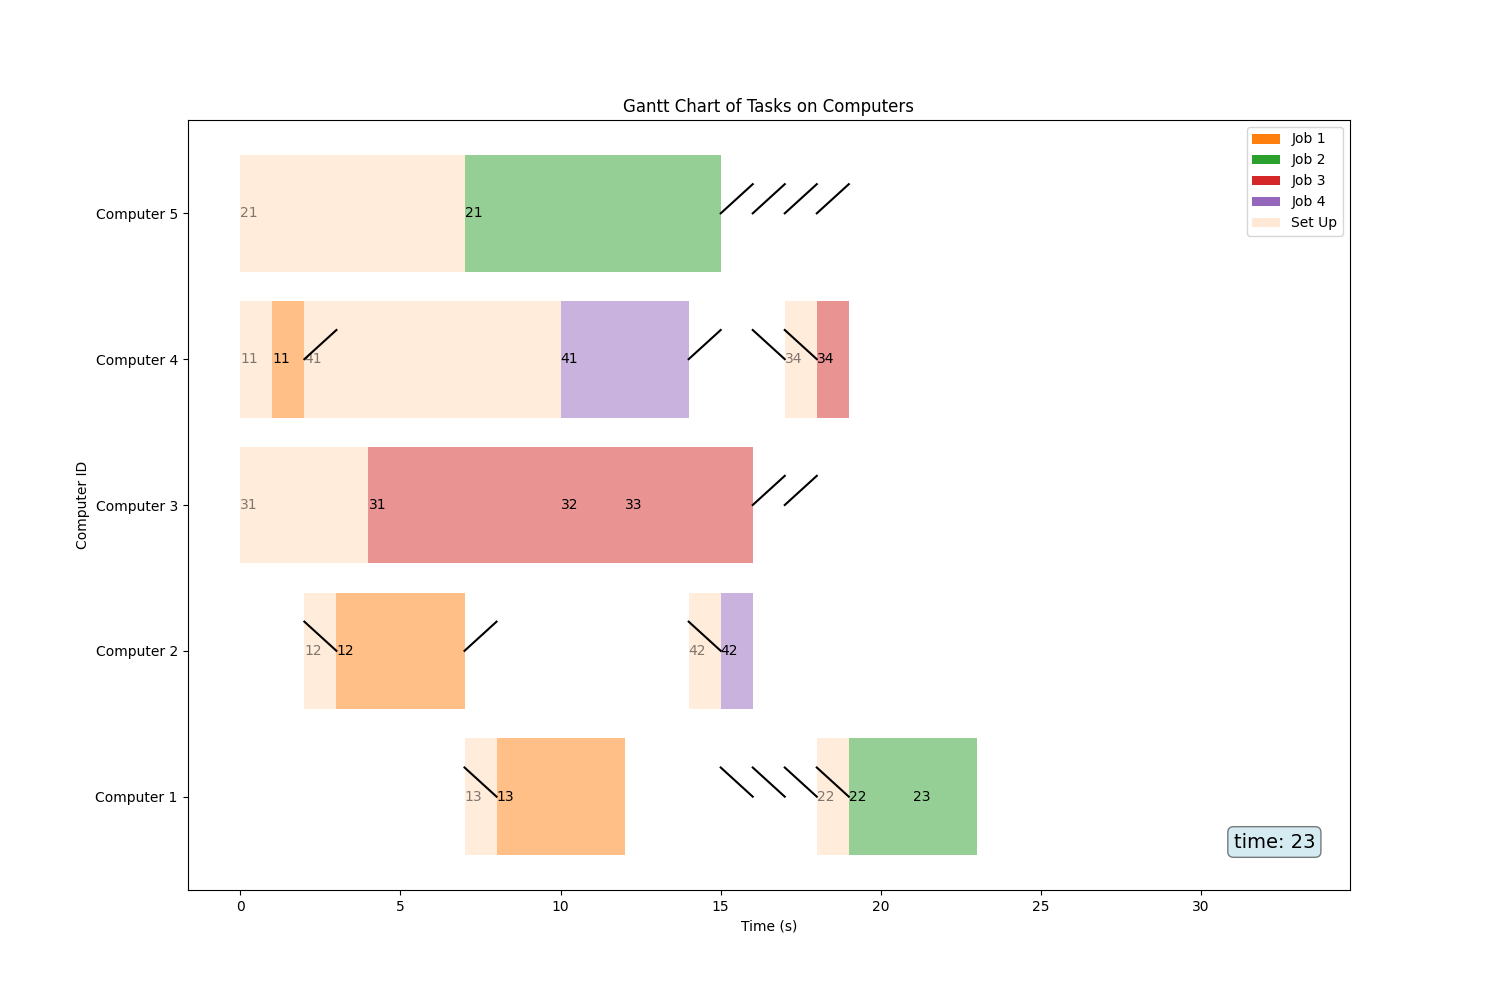 Gantt Chart of Tasks on Computers
Job 1
Job 2
Job 3
Job 4
Set Up
Computer 5
21
21
Computer 4
11
11
41
41
34
34
Computer ID
Computer 3
31
31
32
33
Computer 2
12
12
42
42
Computer 1
13
13
22
22
23
time: 23
0 5 10 15 20 25 30
Time (s)